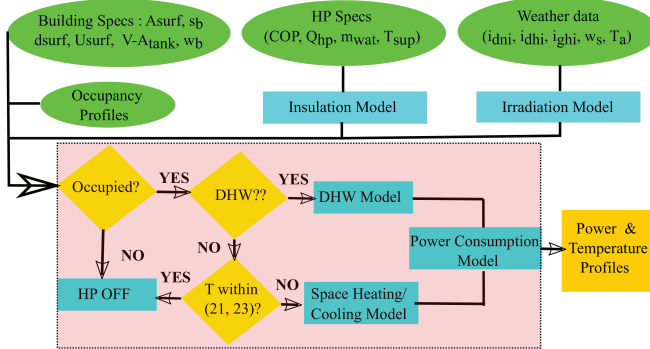 Building Specs : Asurf, sb
dsurf, Usurf, V-Atank, wb
HP Specs
(COP, Qhp, mwat, Tsup)
Weather data
(idni, idhi, ighi, ws, Ta)
Occupancy
Profiles
Insulation Model
Irradiation Model
Occupied?
YES
DHW??
YES
DHW Model
NO
NO
Power Consumption
Model
Power &
Temperature
Profiles
HP OFF
YES
T within
(21, 23)?
NO
Space Heating/
Cooling Model